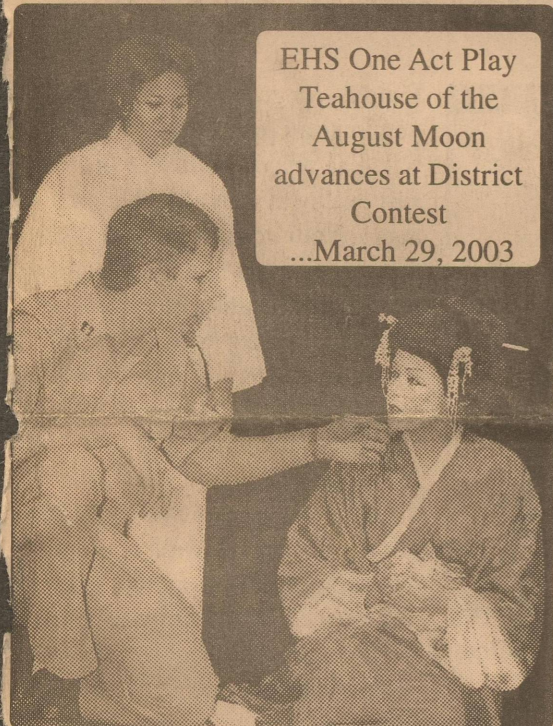 EHS One Act Play
Teahouse of the
August Moon
advances at District
Contest
...March 29, 2003